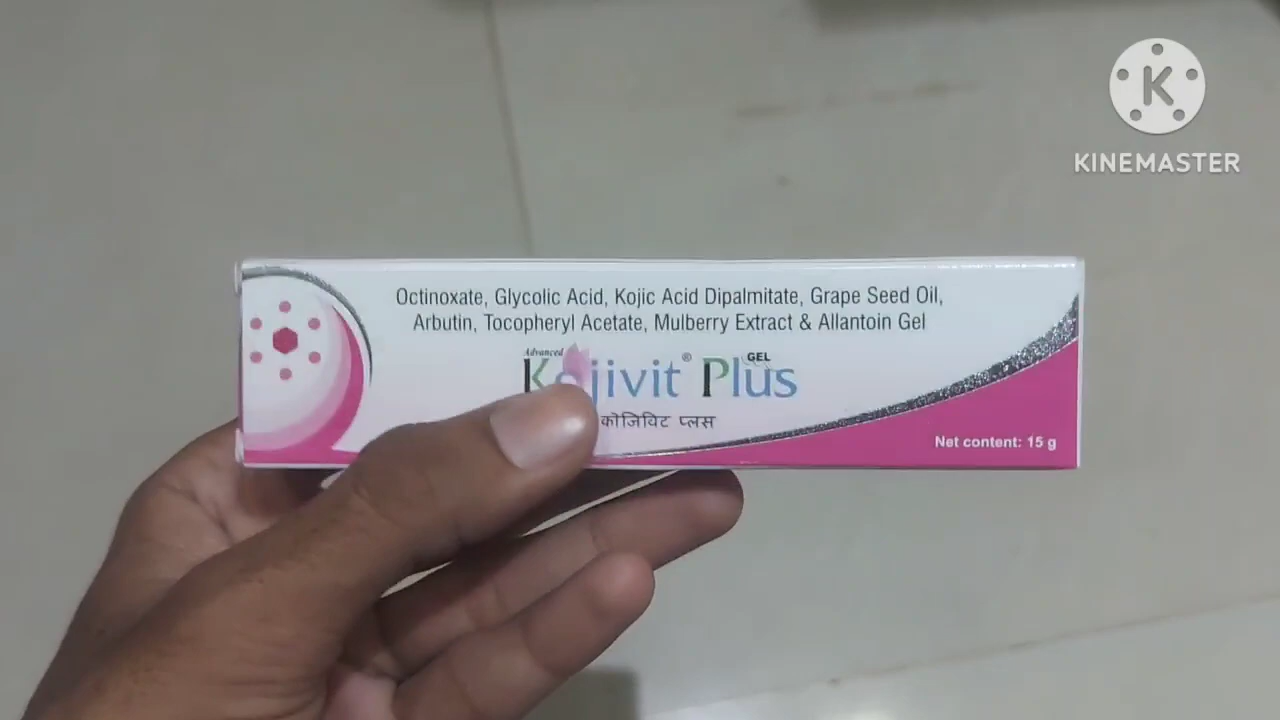 KINEMASTER
Octinoxate, Glycolic Acid, Kojic Acid Dipalmitate, Grape Seed Oil,
Arbutin, Tocopheryl Acetate, Mulberry Extract & Allantoin Gel
Advanced
Kojivit® Plus GEL
कोजिविट प्लस
Net content: 15 g